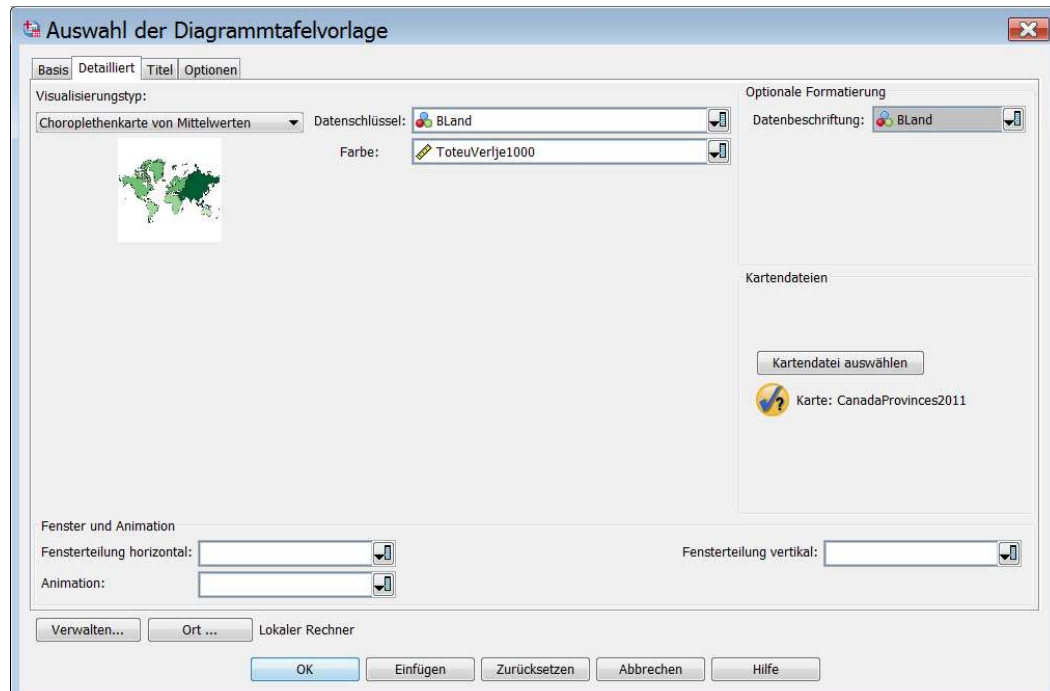 Auswahl der Diagrammtafelvorlage
Basis Detailliert Titel Optionen
Visualisierungstyp:
Choroplethenkarte von Mittelwerten
Datenschlüssel: BLand
Farbe: ToteuVerlje1000
Optionale Formatierung
Datenbeschriftung: BLand
Kartendateien
Kartendatei auswählen
Karte: CanadaProvinces2011
Fenster und Animation
Fensterteilung horizontal:
Fensterteilung vertikal:
Animation:
Verwalten... Ort ... Lokaler Rechner
OK Einfügen Zurücksetzen Abbrechen Hilfe